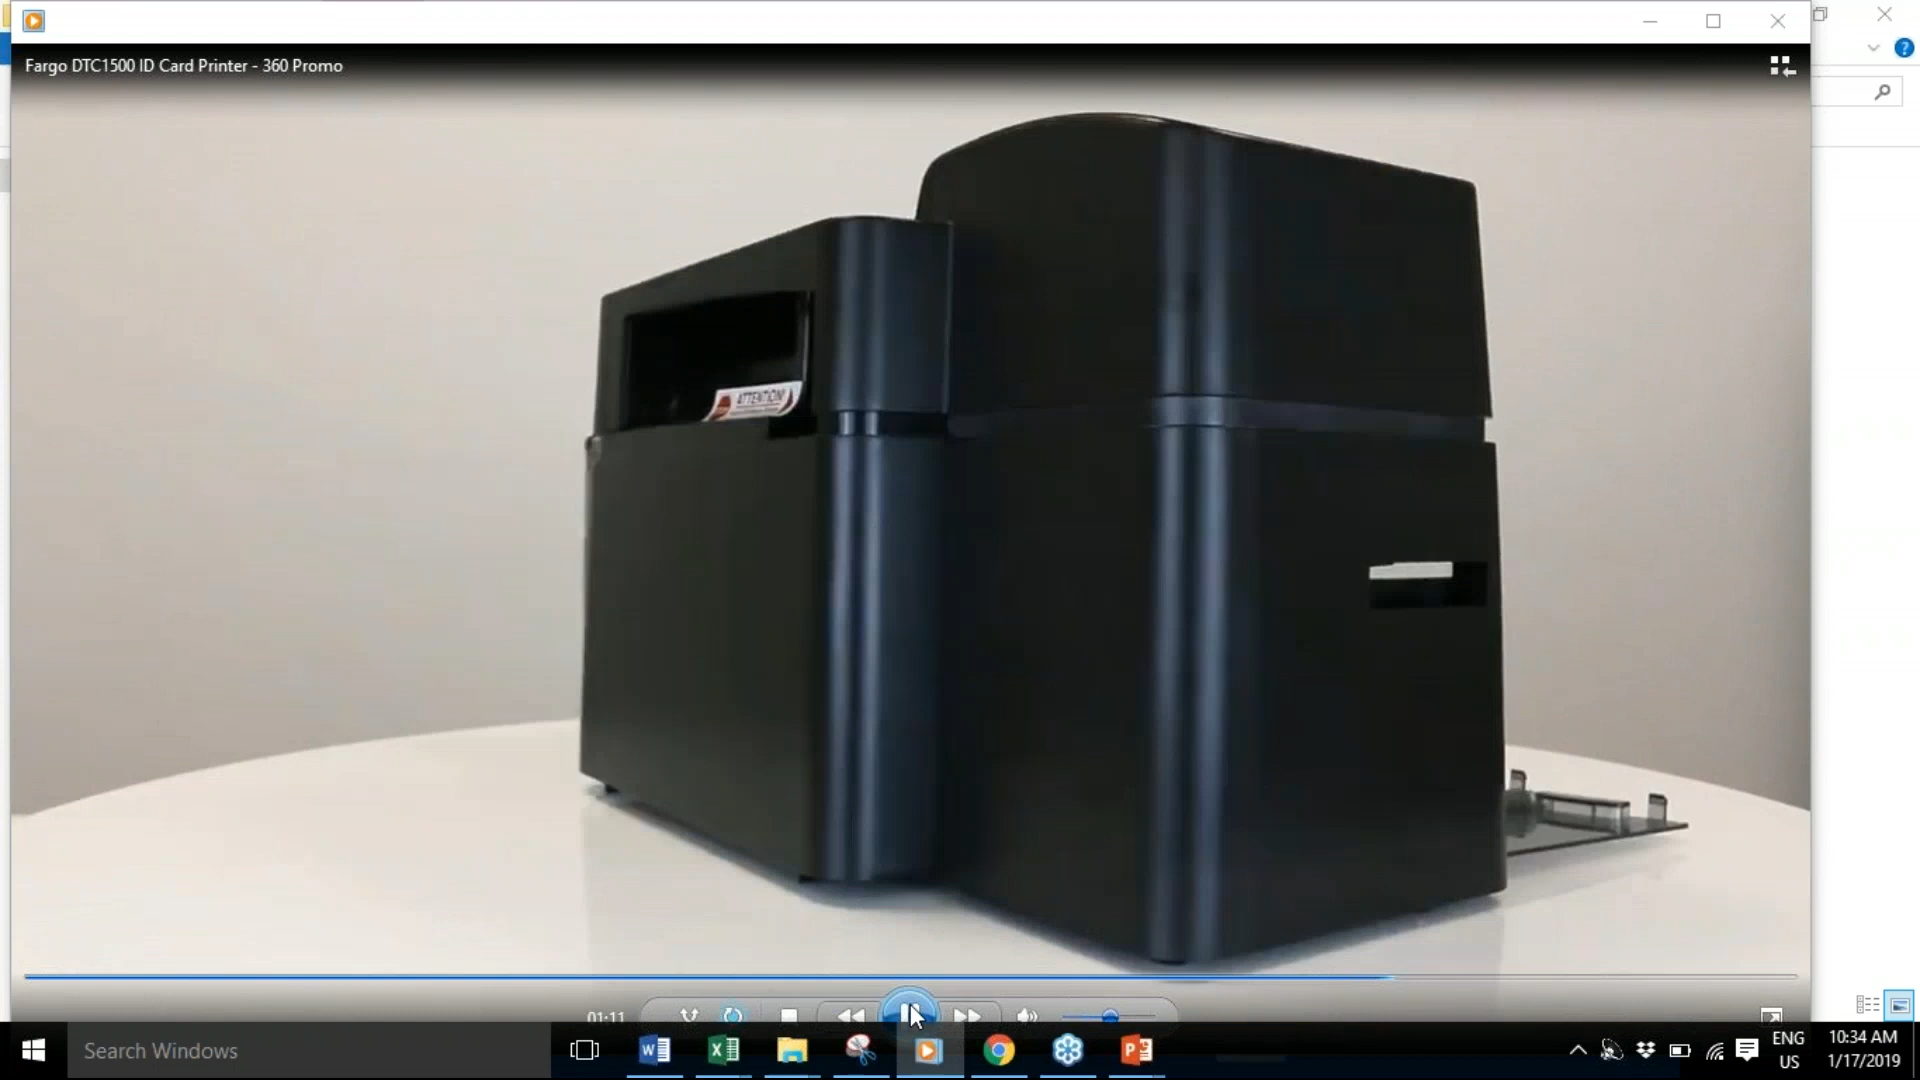 Fargo DTC1500 ID Card Printer - 360 Promo
ATTENTION!
01:11
Search Windows
ENG
US
10:34 AM
1/17/2019